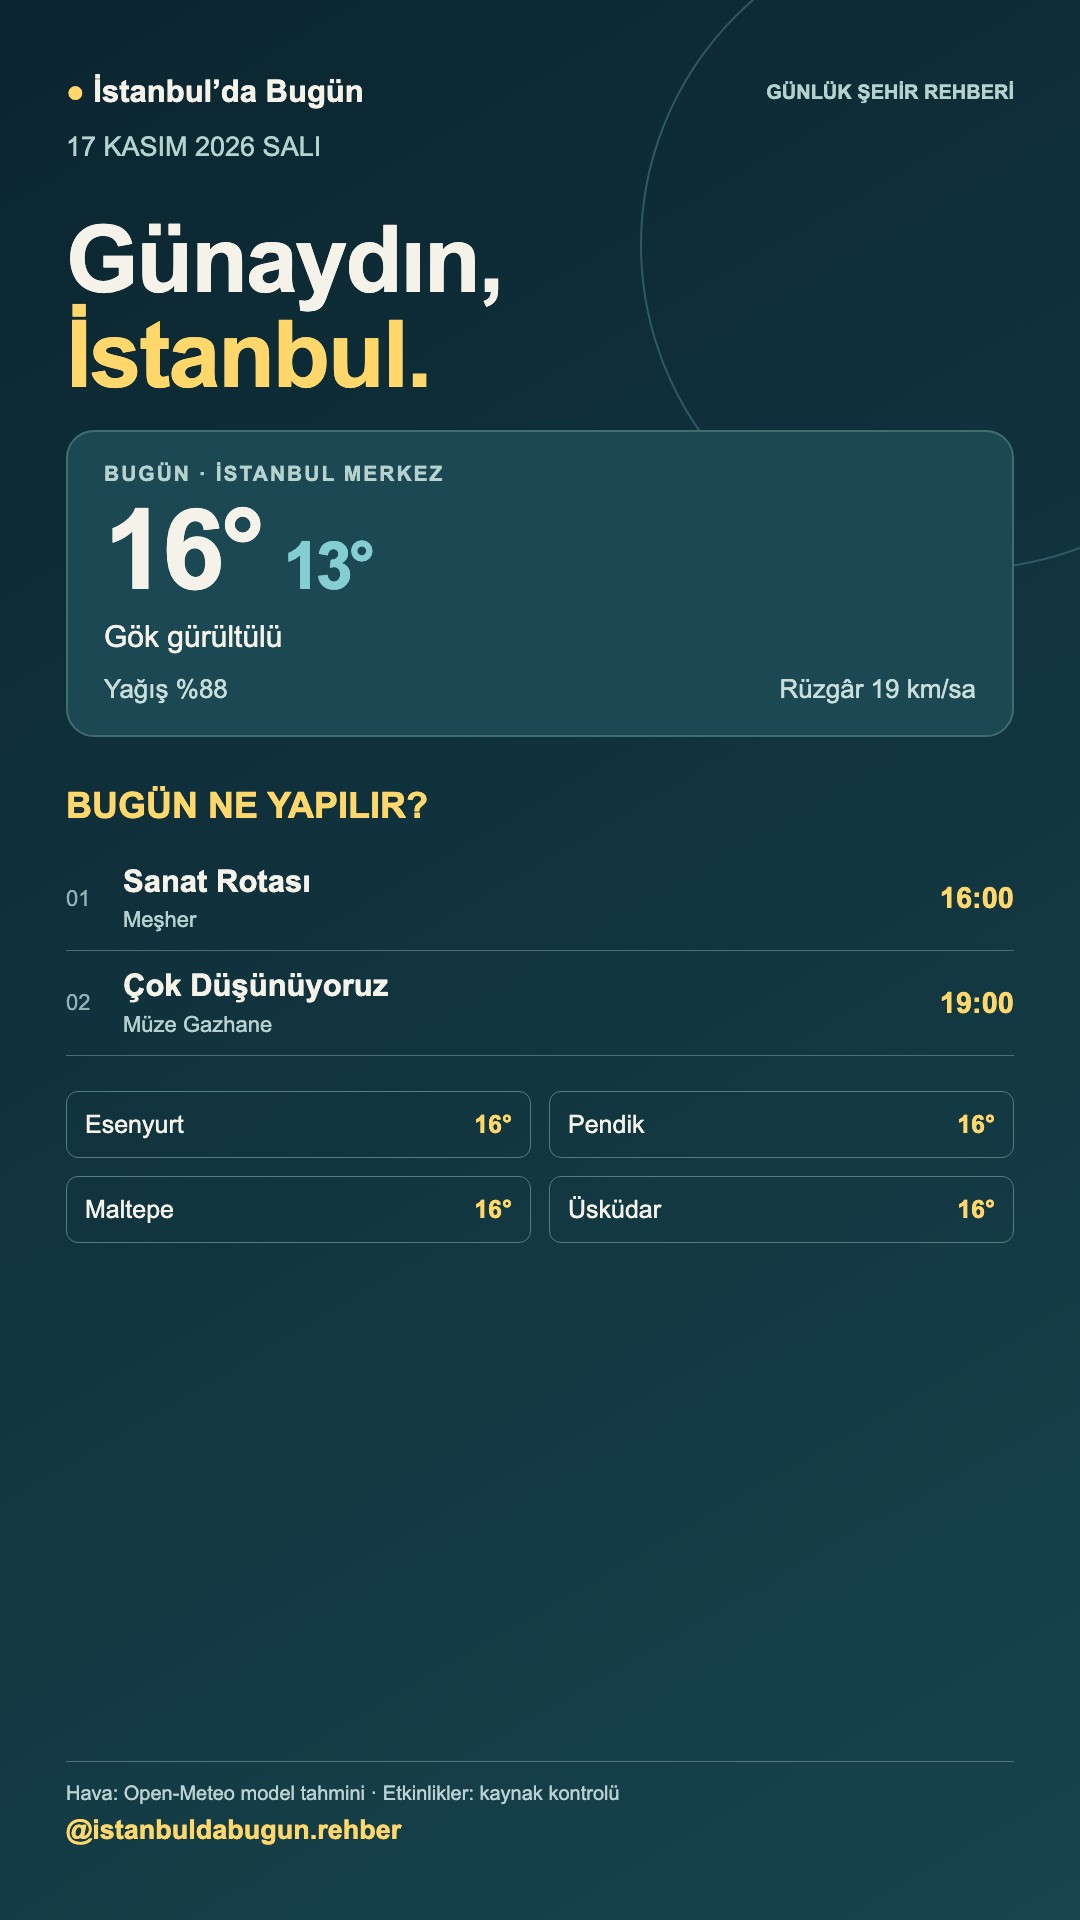 İstanbul’da Bugün
GÜNLÜK ŞEHİR REHBERİ
17 KASIM 2026 SALI
Günaydın,
İstanbul.
BUGÜN · İSTANBUL MERKEZ
16° 13°
Gök gürültülü
Yağış %88
Rüzgâr 19 km/sa
BUGÜN NE YAPILIR?
01
Sanat Rotası
Meşher
16:00
02
Çok Düşünüyoruz
Müze Gazhane
19:00
Esenyurt 16°
Pendik 16°
Maltepe 16°
Üsküdar 16°
Hava: Open-Meteo model tahmini · Etkinlikler: kaynak kontrolü
@istanbuldabugun.rehber